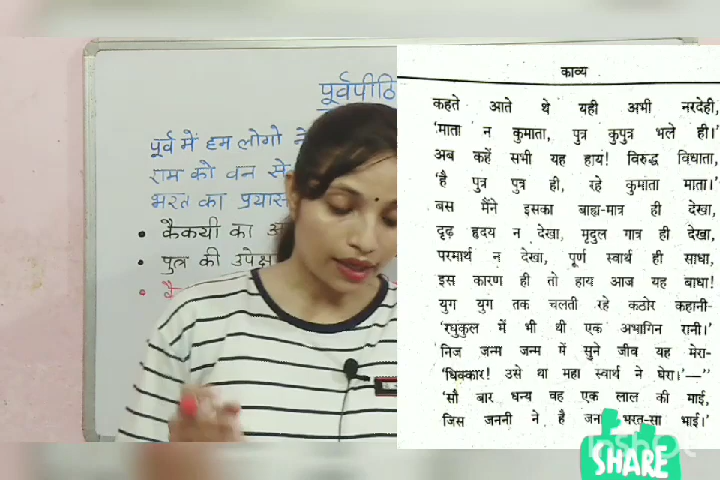 पूर्वपीठि
पूर्व में हम लोगो ने
राम को वन से
भरत का प्रयास
• कैकयी का अ
• पुत्र की उपेक्ष
• कै
काव्य
कहते आते थे यही अभी नरदेही,
'माता न कुमाता, पुत्र कुपुत्र भले ही।'
अब कहें सभी यह हाय! विरुद्ध विधाता,
'है पुत्र पुत्र ही, रहे कुमाता माता।'
बस मैंने इसका बाह्य-मात्र ही देखा,
दृढ़ हृदय न देखा, मृदुल गात्र ही देखा,
परमार्थ न देखा, पूर्ण स्वार्थ ही साधा,
इस कारण ही तो हाय आज यह बाधा!
युग युग तक चलती रहे कठोर कहानी-
'रघुकुल में भी थी एक अभागिन रानी।'
निज जन्म जन्म में सुने जीव यह मेरा-
'धिक्कार! उसे था महा स्वार्थ ने घेरा।'—"
'सौ बार धन्य वह एक लाल की माई,
जिस जननी ने है जना भरत-सा भाई।'
SHARE